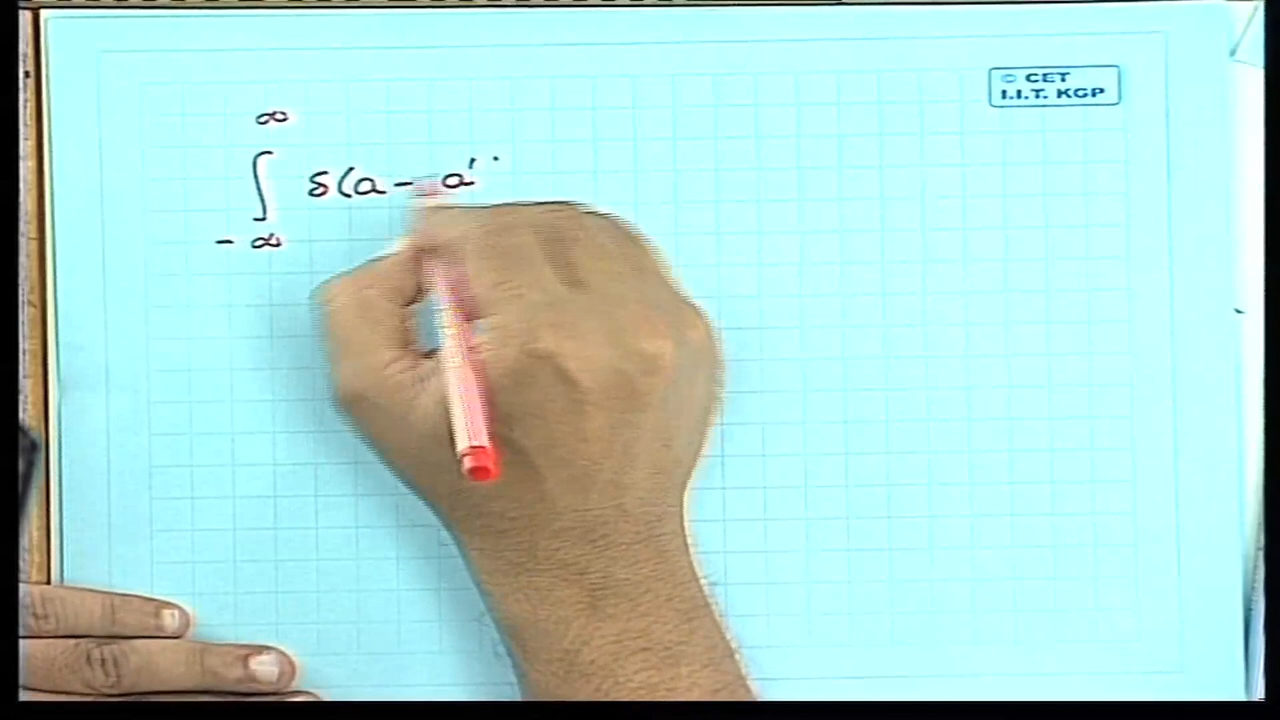 ∞
∫ δ(a - a'
- ∞
© CET
I.I.T. KGP